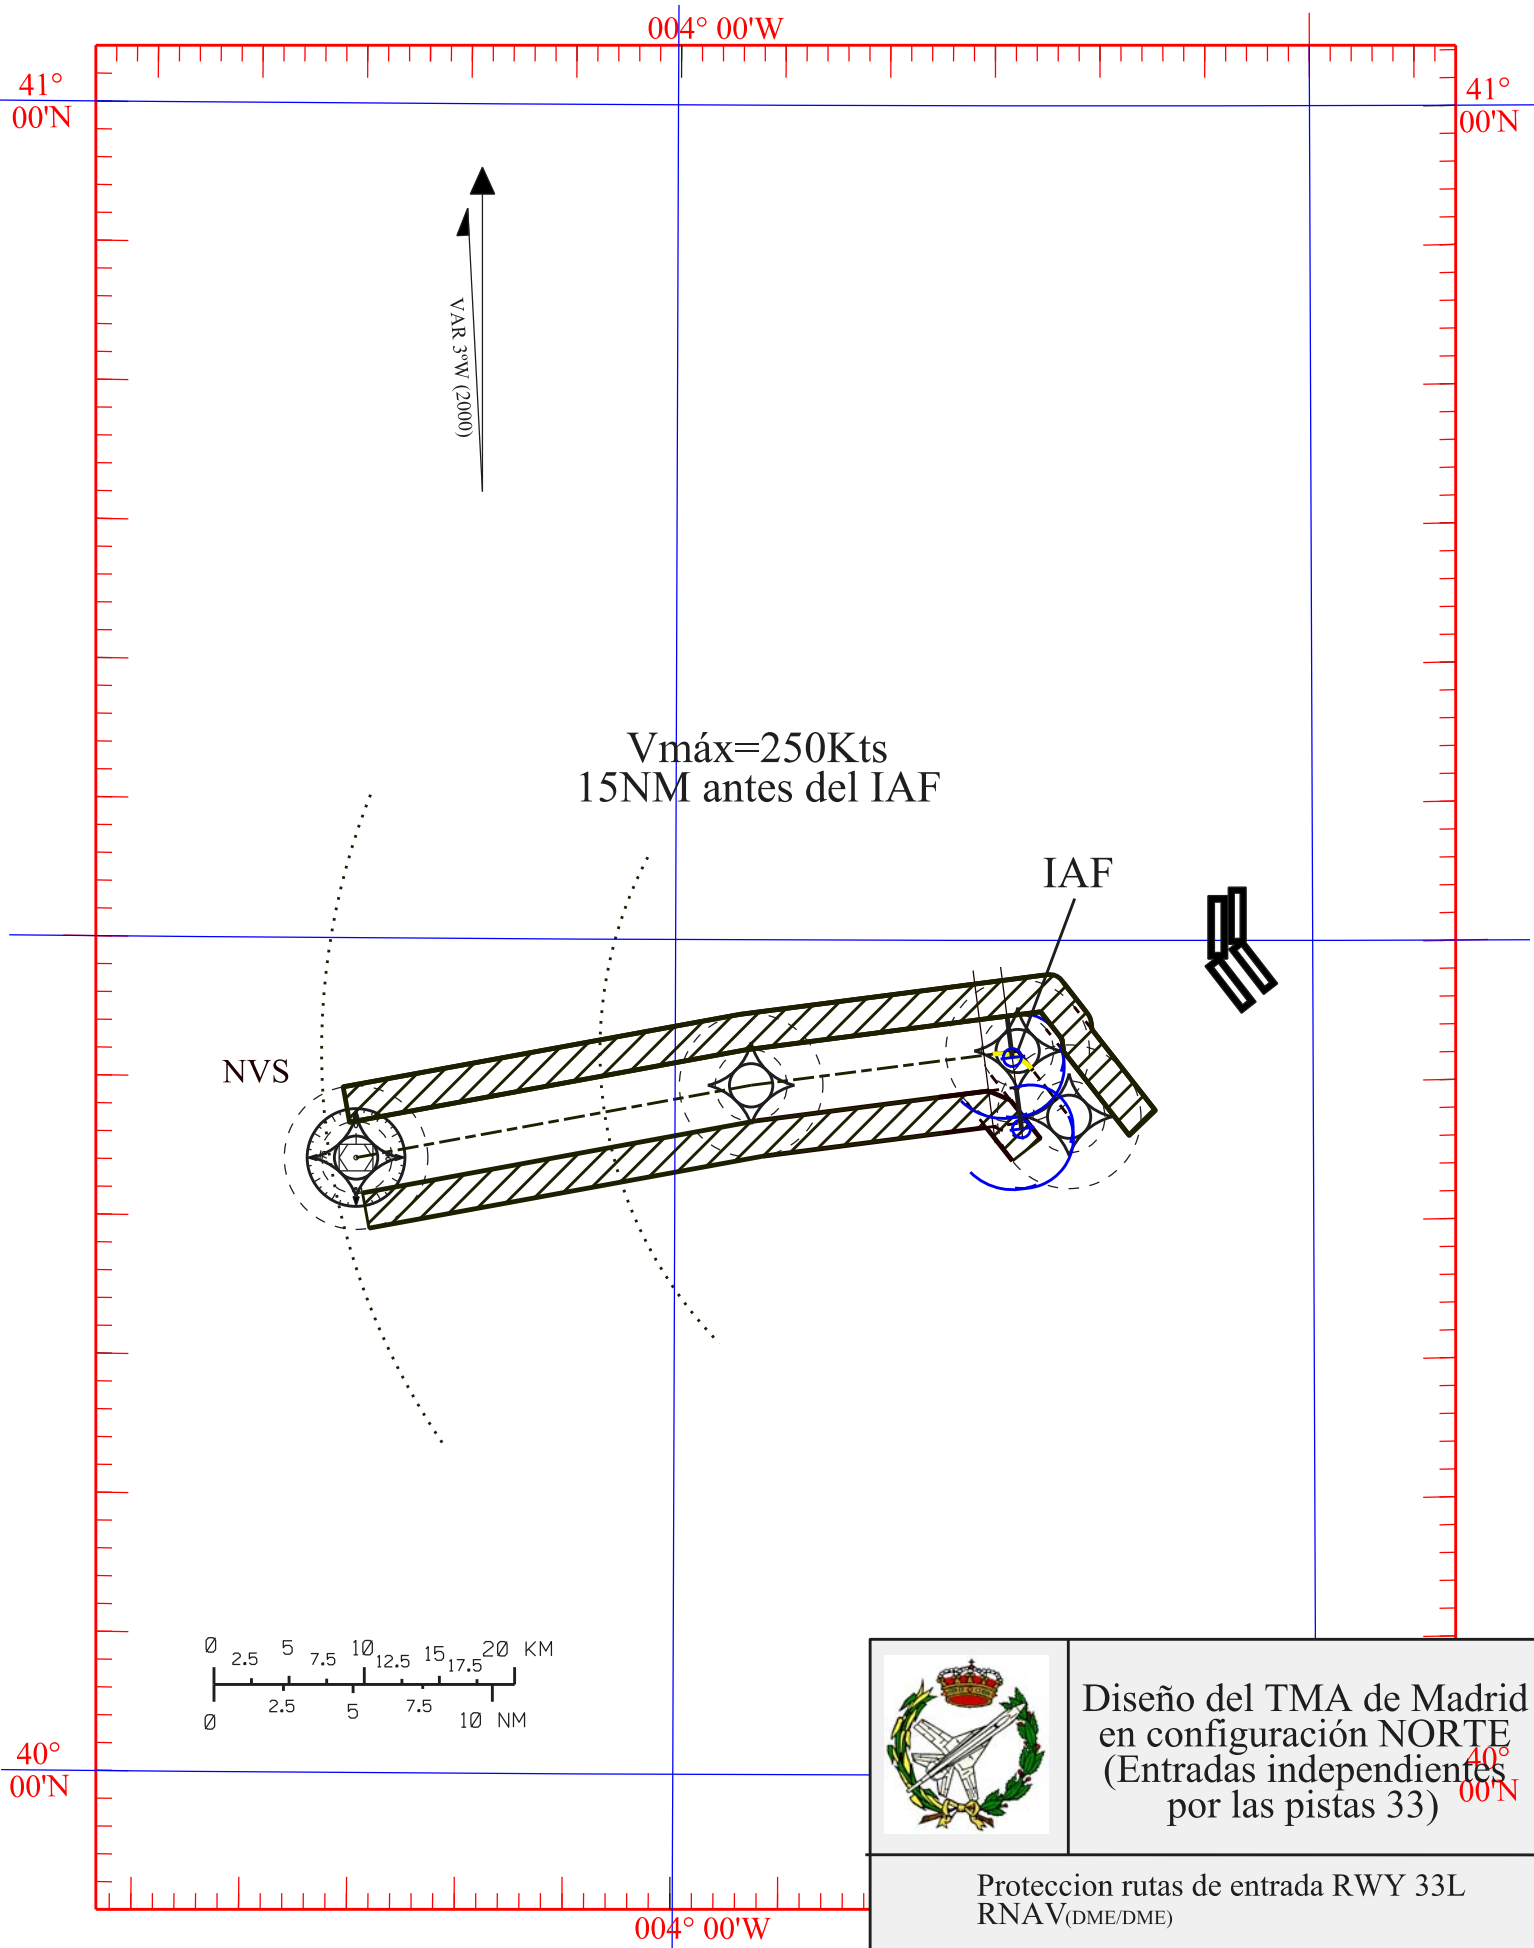 004° 00'W
41°
00'N
41°
00'N
VAR 3ºW (2000)
Vmáx=250Kts
15NM antes del IAF
IAF
NVS
0 2.5 5 7.5 10 12.5 15 17.5 20 KM
0 2.5 5 7.5 10 NM
40°
00'N
Diseño del TMA de Madrid
en configuración NORTE
(Entradas independientes
por las pistas 33)
40°
00'N
Proteccion rutas de entrada RWY 33L
RNAV(DME/DME)
004° 00'W